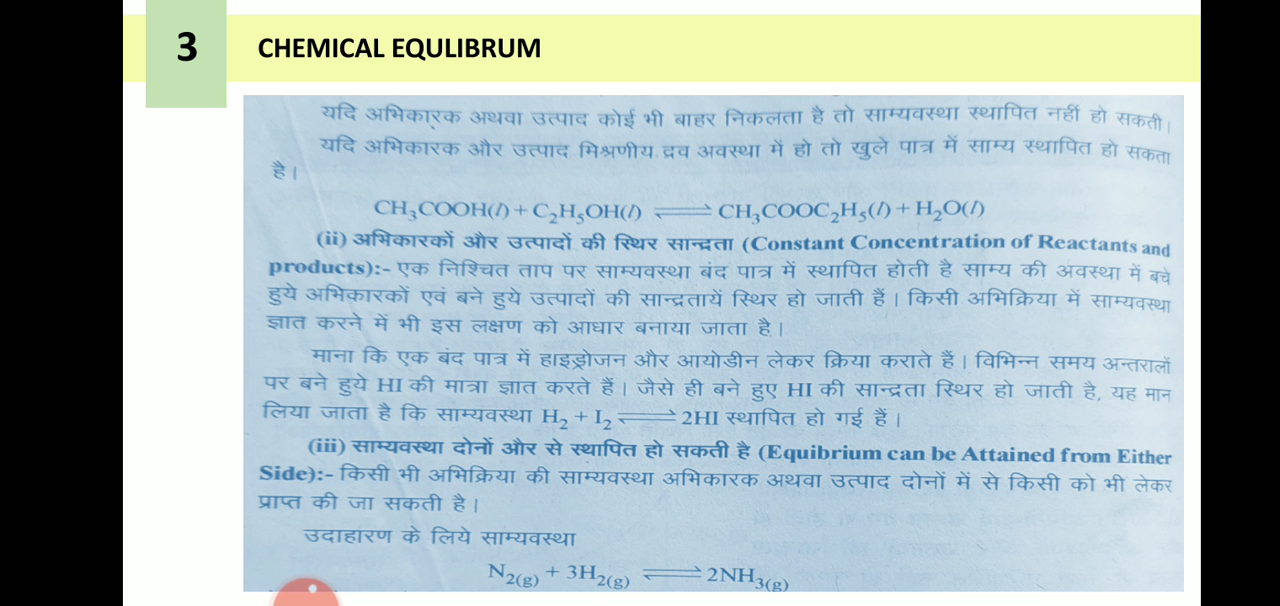 3
CHEMICAL EQULIBRUM
यदि अभिकारक अथवा उत्पाद कोई भी बाहर निकलता है तो साम्यवस्था स्थापित नहीं हो सकती।
यदि अभिकारक और उत्पाद मिश्रणीय द्रव अवस्था में हो तो खुले पात्र में साम्य स्थापित हो सकता
है।
CH₃COOH(l) + C₂H₅OH(l) ⇌ CH₃COOC₂H₅(l) + H₂O(l)
(ii) अभिकारकों और उत्पादों की स्थिर सान्द्रता (Constant Concentration of Reactants and
products):- एक निश्चित ताप पर साम्यवस्था बंद पात्र में स्थापित होती है साम्य की अवस्था में बचे
हुये अभिकारकों एवं बने हुये उत्पादों की सान्द्रतायें स्थिर हो जाती हैं। किसी अभिक्रिया में साम्यवस्था
ज्ञात करने में भी इस लक्षण को आधार बनाया जाता है।
माना कि एक बंद पात्र में हाइड्रोजन और आयोडीन लेकर क्रिया कराते हैं। विभिन्न समय अन्तरालों
पर बने हुये HI की मात्रा ज्ञात करते हैं। जैसे ही बने हुए HI की सान्द्रता स्थिर हो जाती है, यह मान
लिया जाता है कि साम्यवस्था H₂ + I₂ ⇌ 2HI स्थापित हो गई हैं।
(iii) साम्यवस्था दोनों और से स्थापित हो सकती है (Equibrium can be Attained from Either
Side):- किसी भी अभिक्रिया की साम्यवस्था अभिकारक अथवा उत्पाद दोनों में से किसी को भी लेकर
प्राप्त की जा सकती है।
उदाहांरण के लिये साम्यवस्था
N₂(g) + 3H₂(g) ⇌ 2NH₃(g)